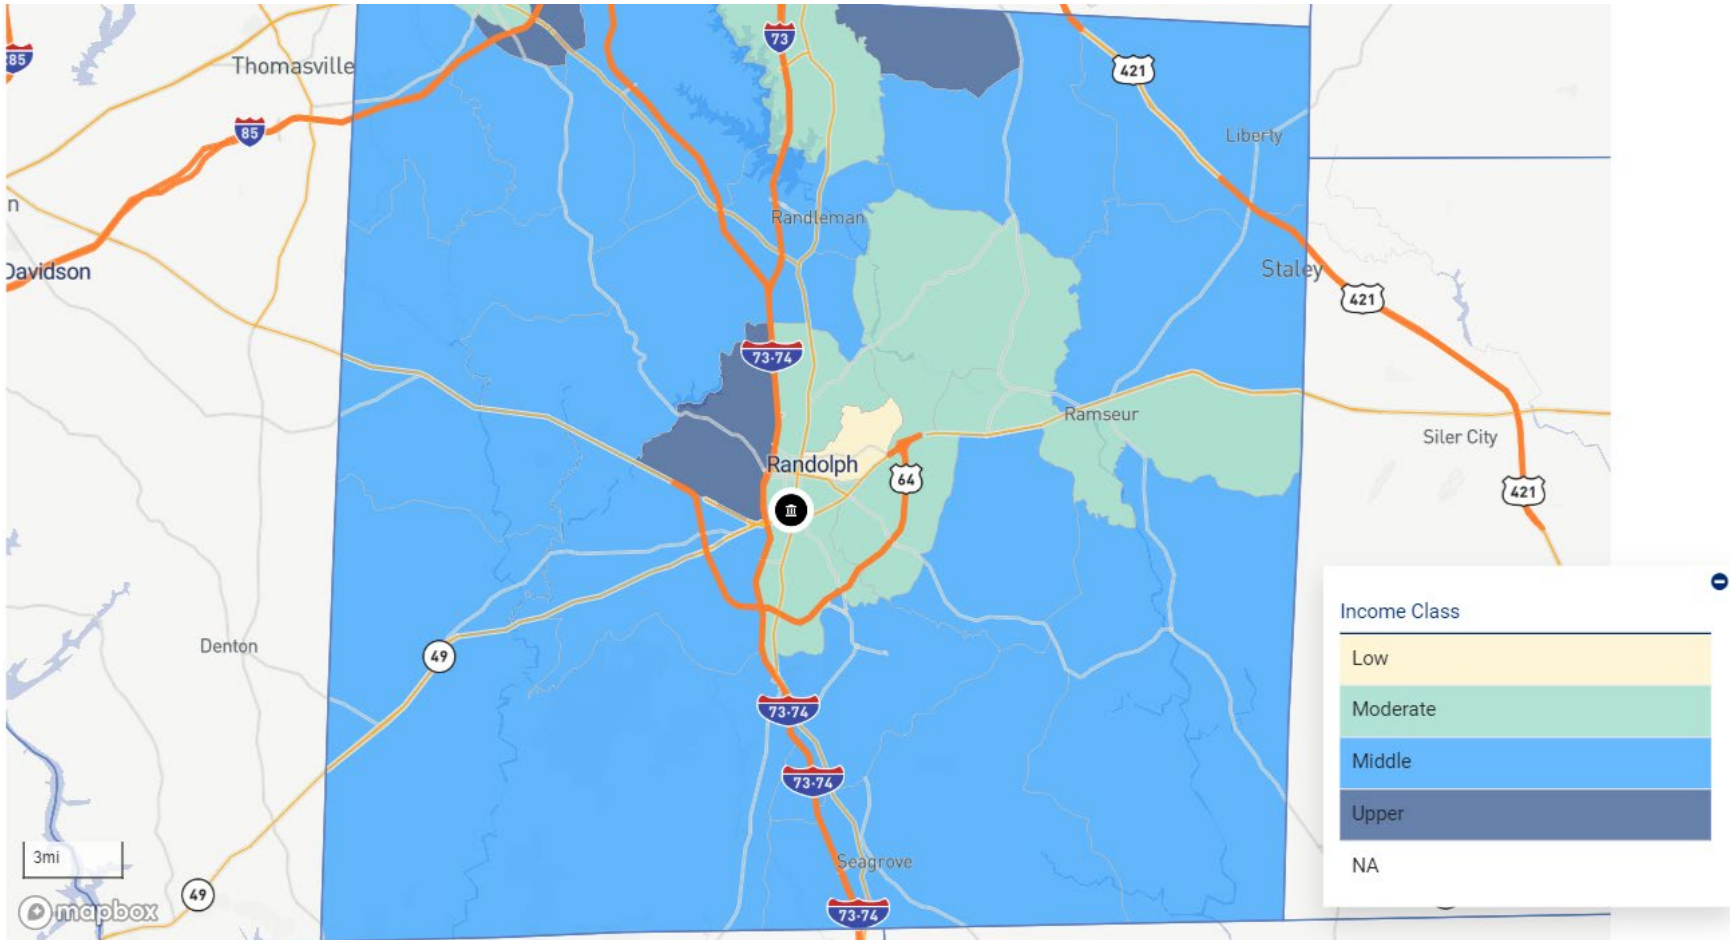 73
85
Thomasville
421
85
Liberty
n
Randleman
Davidson
Staley
421
73-74
Ramseur
Siler City
Randolph
64
421
Income Class
Low
Denton
49
Moderate
73-74
Middle
73-74
Upper
3mi
Seagrove
NA
49
mapbox
73-74